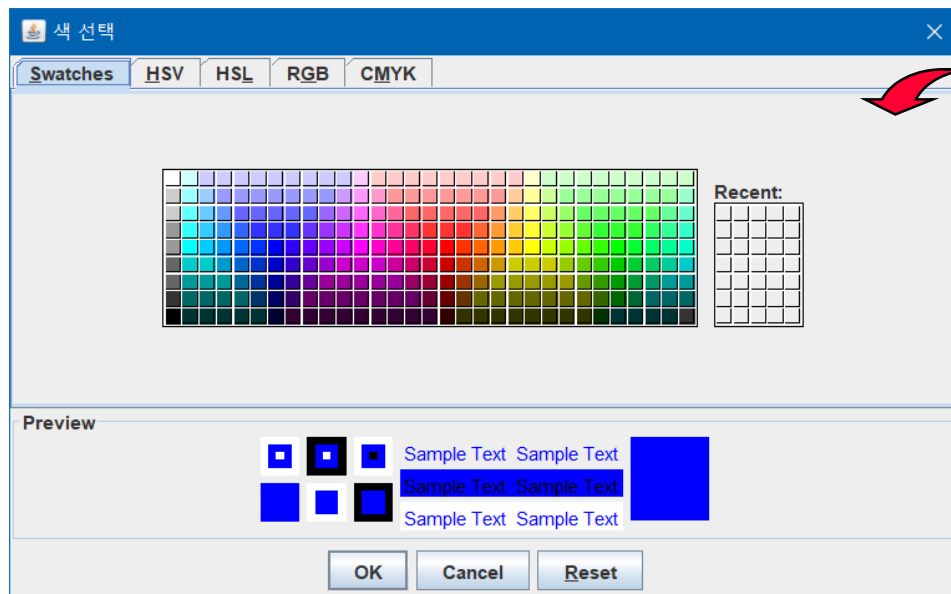 색 선택
Swatches HSV HSL RGB CMYK
Recent:
Preview
Sample Text Sample Text
Sample Text Sample Text
Sample Text Sample Text
OK Cancel Reset